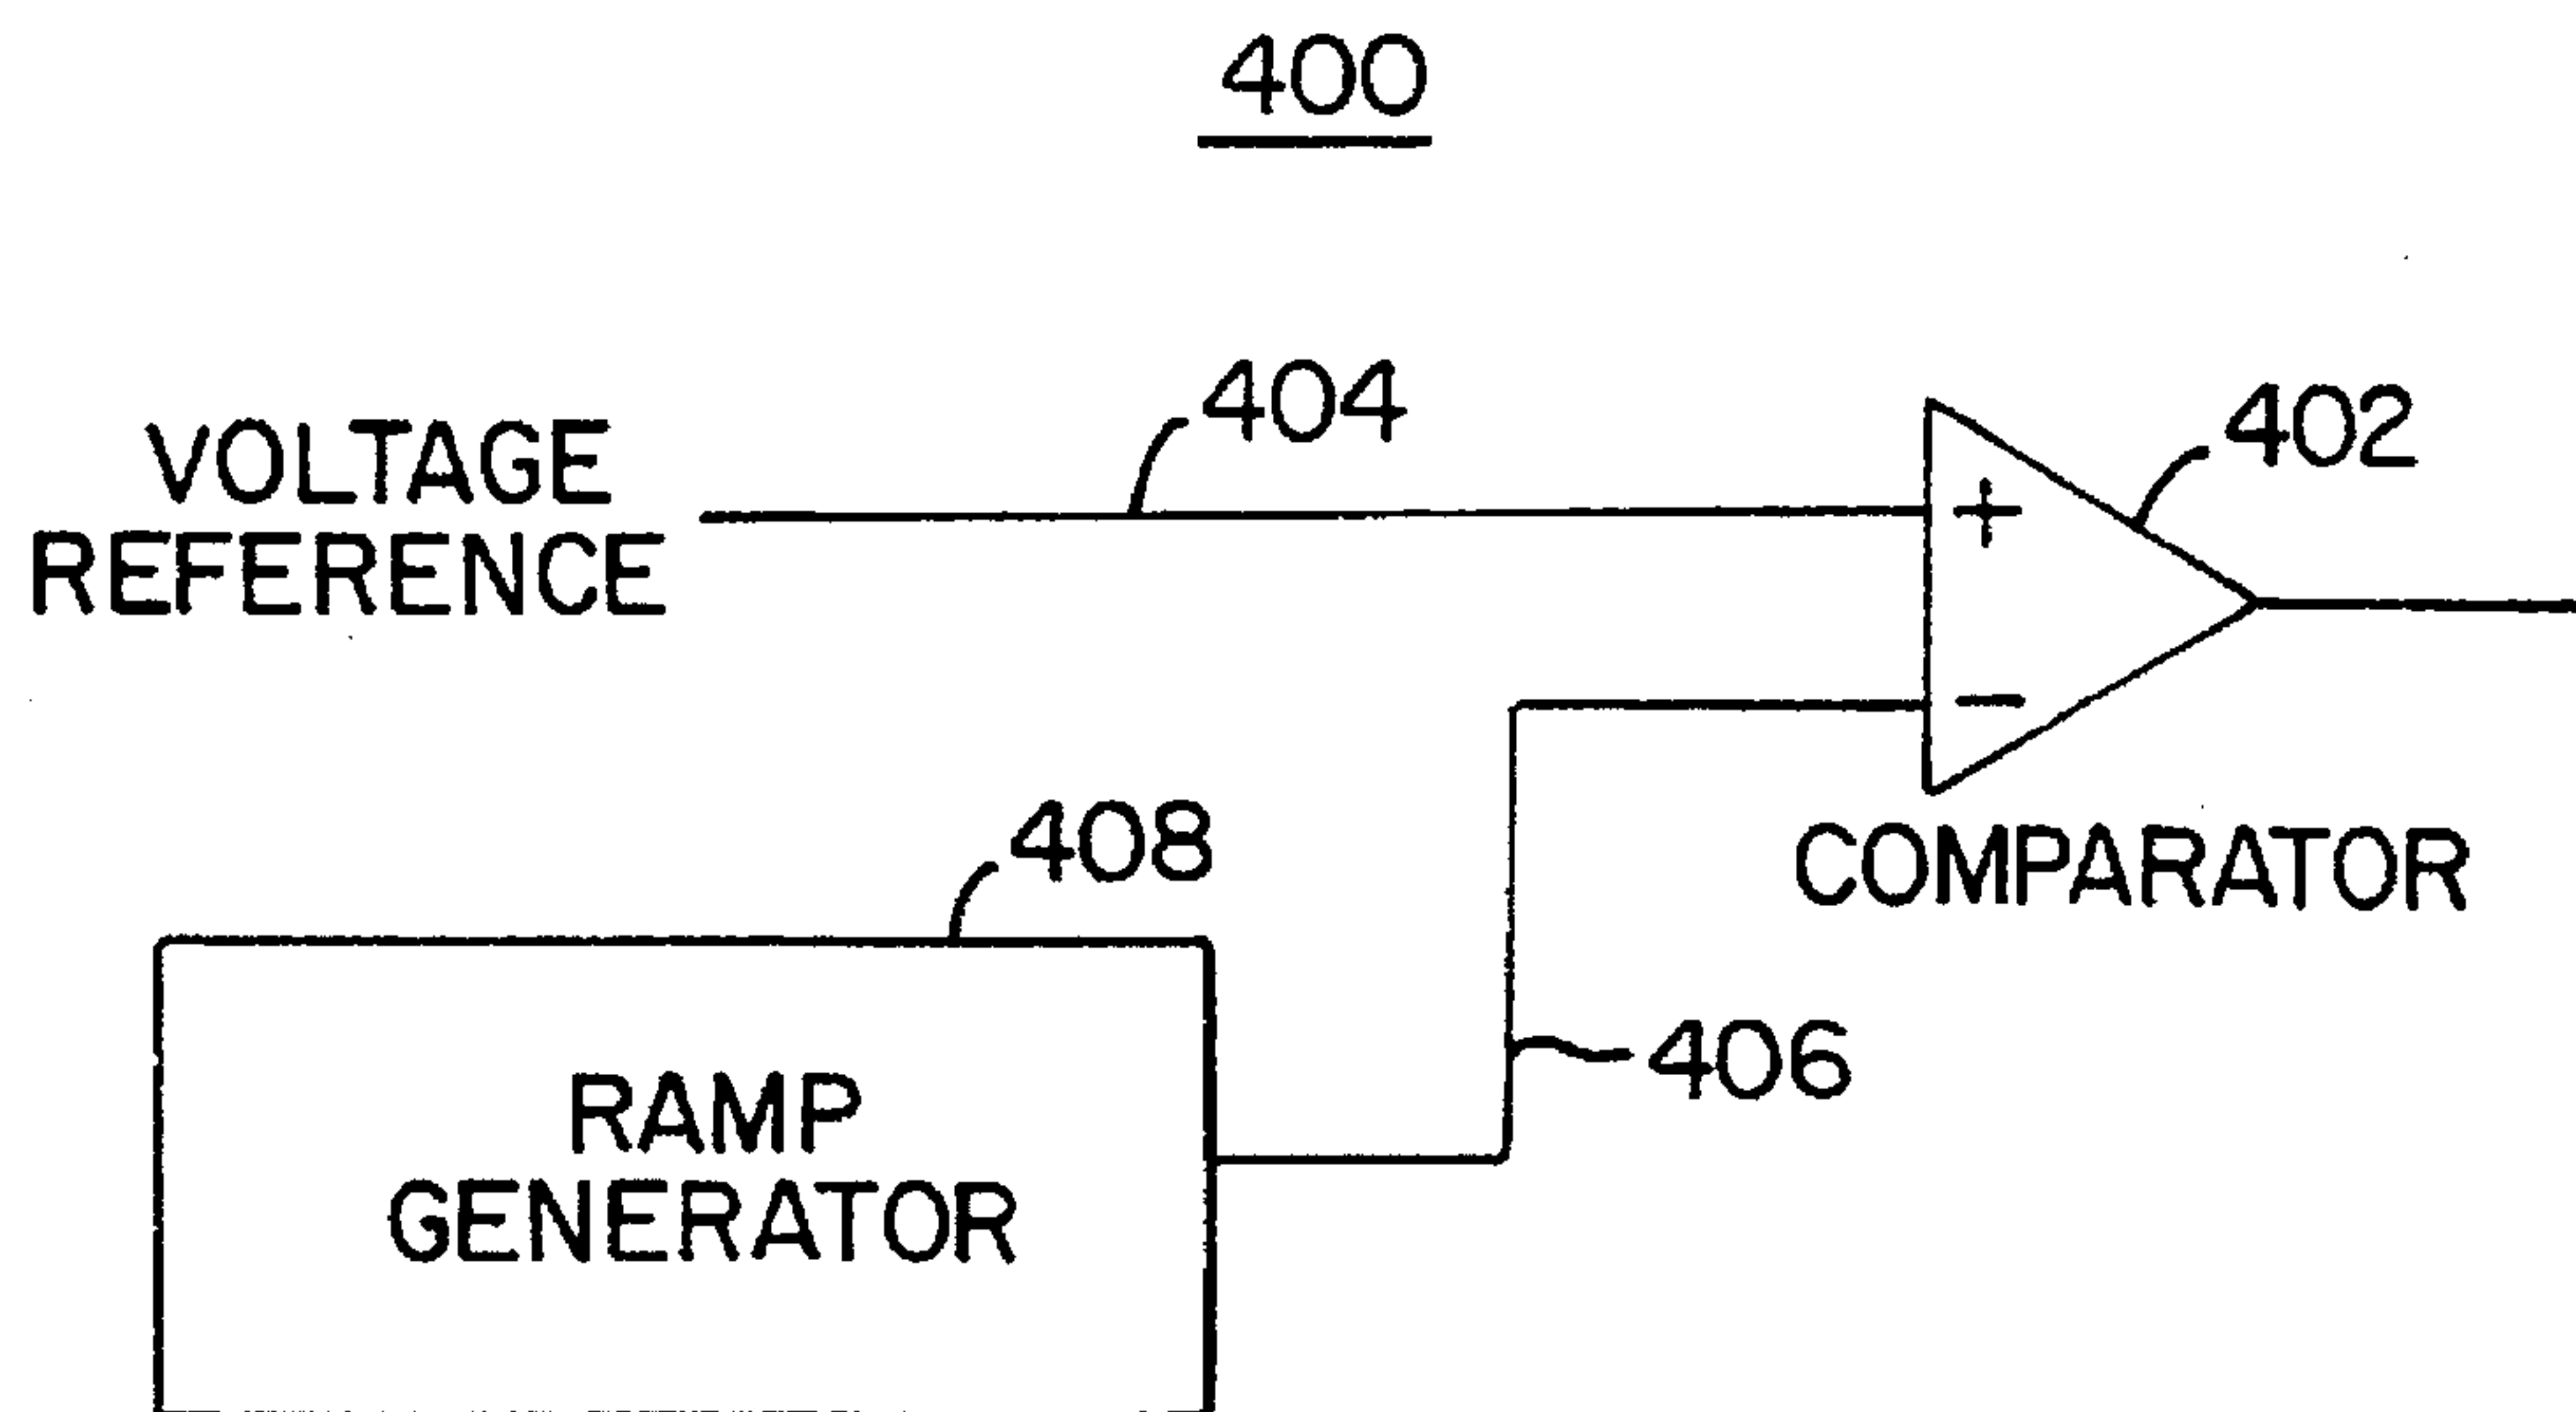 400
404
402
VOLTAGE
REFERENCE
+
−
COMPARATOR
408
406
RAMP
GENERATOR